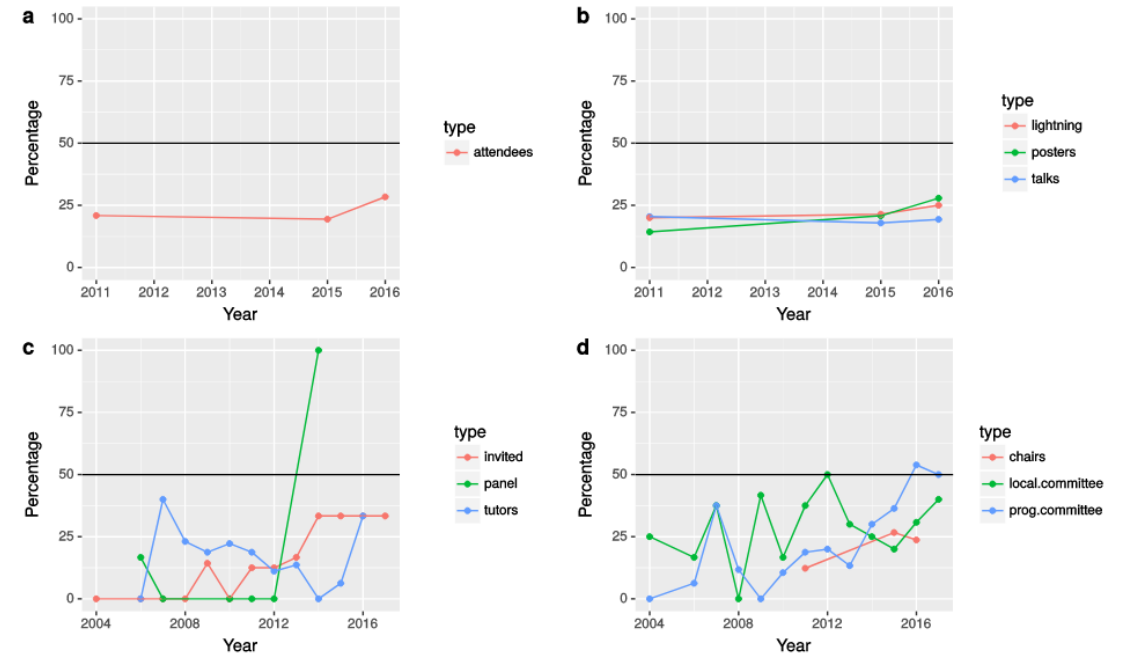 a
100
75
50
25
0
Percentage
2011 2012 2013 2014 2015 2016
Year
type
attendees
b
100
75
50
25
0
Percentage
2011 2012 2013 2014 2015 2016
Year
type
lightning
posters
talks
c
100
75
50
25
0
Percentage
2004 2008 2012 2016
Year
type
invited
panel
tutors
d
100
75
50
25
0
Percentage
2004 2008 2012 2016
Year
type
chairs
local.committee
prog.committee